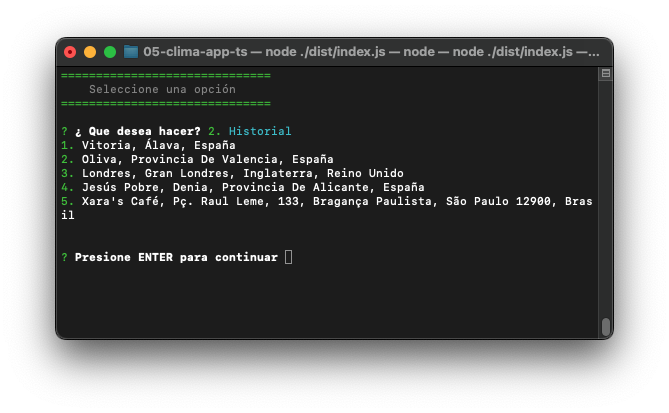 05-clima-app-ts — node ./dist/index.js — node — node ./dist/index.js —...
==============================
Seleccione una opción
==============================
? ¿ Que desea hacer? 2. Historial
1. Vitoria, Álava, España
2. Oliva, Provincia De Valencia, España
3. Londres, Gran Londres, Inglaterra, Reino Unido
4. Jesús Pobre, Denia, Provincia De Alicante, España
5. Xara's Café, Pç. Raul Leme, 133, Bragança Paulista, São Paulo 12900, Bras
il
? Presione ENTER para continuar